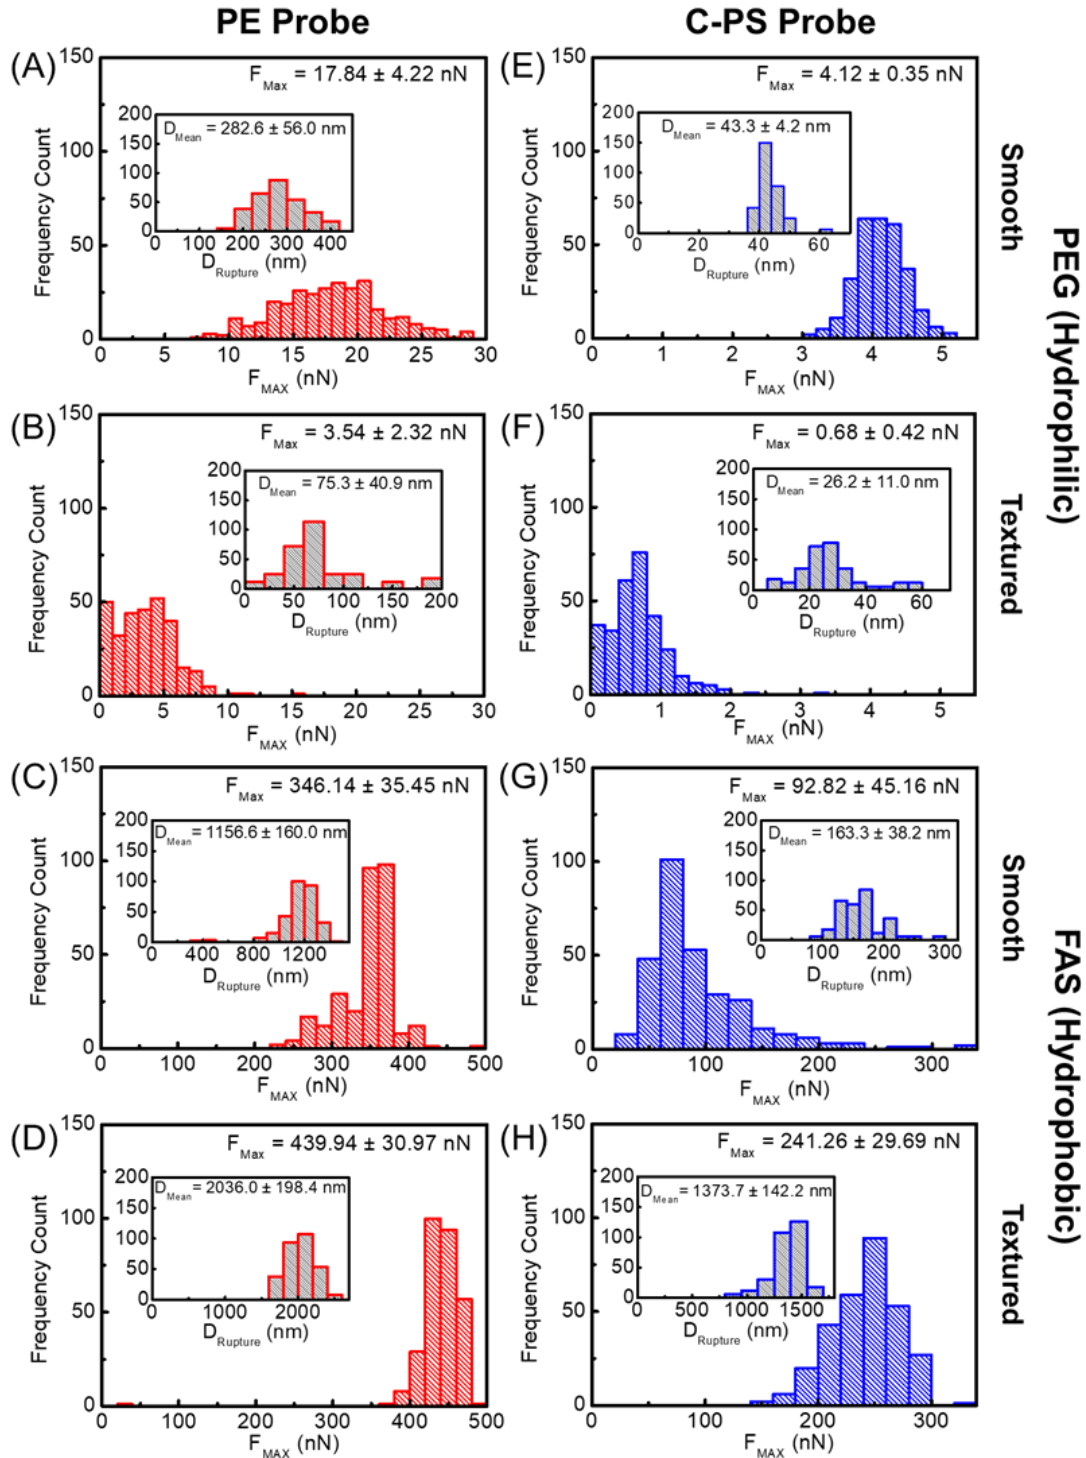 PE Probe
C-PS Probe
(A)
F_Max = 17.84 ± 4.22 nN
D_Mean = 282.6 ± 56.0 nm
200
150
100
50
0
0 100 200 300 400
D_Rupture (nm)
150
100
50
0
Frequency Count
0 5 10 15 20 25 30
F_MAX (nN)
(E)
F_Max = 4.12 ± 0.35 nN
D_Mean = 43.3 ± 4.2 nm
200
150
100
50
0
0 20 40 60
D_Rupture (nm)
150
100
50
0
Frequency Count
0 1 2 3 4 5
F_MAX (nN)
Smooth
(B)
F_Max = 3.54 ± 2.32 nN
D_Mean = 75.3 ± 40.9 nm
200
150
100
50
0
50 100 150 200
D_Rupture (nm)
150
100
50
0
Frequency Count
0 5 10 15 20 25 30
F_MAX (nN)
(F)
F_Max = 0.68 ± 0.42 nN
D_Mean = 26.2 ± 11.0 nm
200
150
100
50
0
0 20 40 60
D_Rupture (nm)
150
100
50
0
Frequency Count
0 1 2 3 4 5
F_MAX (nN)
Textured
PEG (Hydrophilic)
(C)
F_Max = 346.14 ± 35.45 nN
D_Mean = 1156.6 ± 160.0 nm
200
150
100
50
0
0 400 800 1200
D_Rupture (nm)
150
100
50
0
Frequency Count
0 100 200 300 400 500
F_MAX (nN)
(G)
F_Max = 92.82 ± 45.16 nN
D_Mean = 163.3 ± 38.2 nm
200
150
100
50
0
0 100 200 300
D_Rupture (nm)
150
100
50
0
Frequency Count
0 100 200 300
F_MAX (nN)
Smooth
(D)
F_Max = 439.94 ± 30.97 nN
D_Mean = 2036.0 ± 198.4 nm
200
150
100
50
0
0 1000 2000
D_Rupture (nm)
150
100
50
0
Frequency Count
0 100 200 300 400 500
F_MAX (nN)
(H)
F_Max = 241.26 ± 29.69 nN
D_Mean = 1373.7 ± 142.2 nm
200
150
100
50
0
0 500 1000 1500
D_Rupture (nm)
150
100
50
0
Frequency Count
0 100 200 300
F_MAX (nN)
Textured
FAS (Hydrophobic)